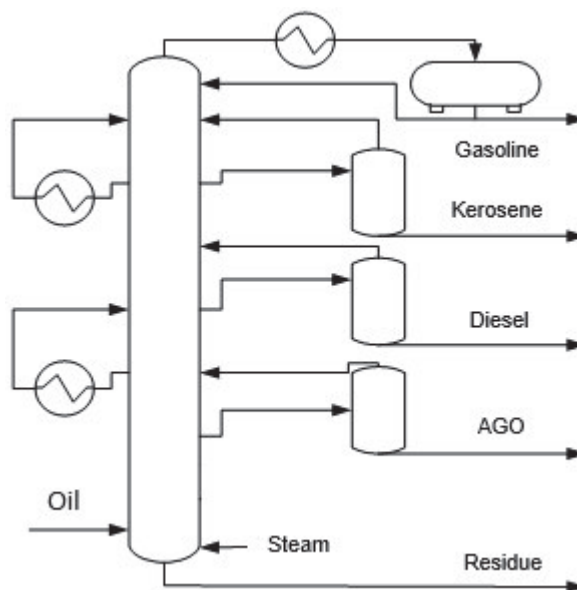 Gasoline
Kerosene
Diesel
AGO
Oil
Steam
Residue